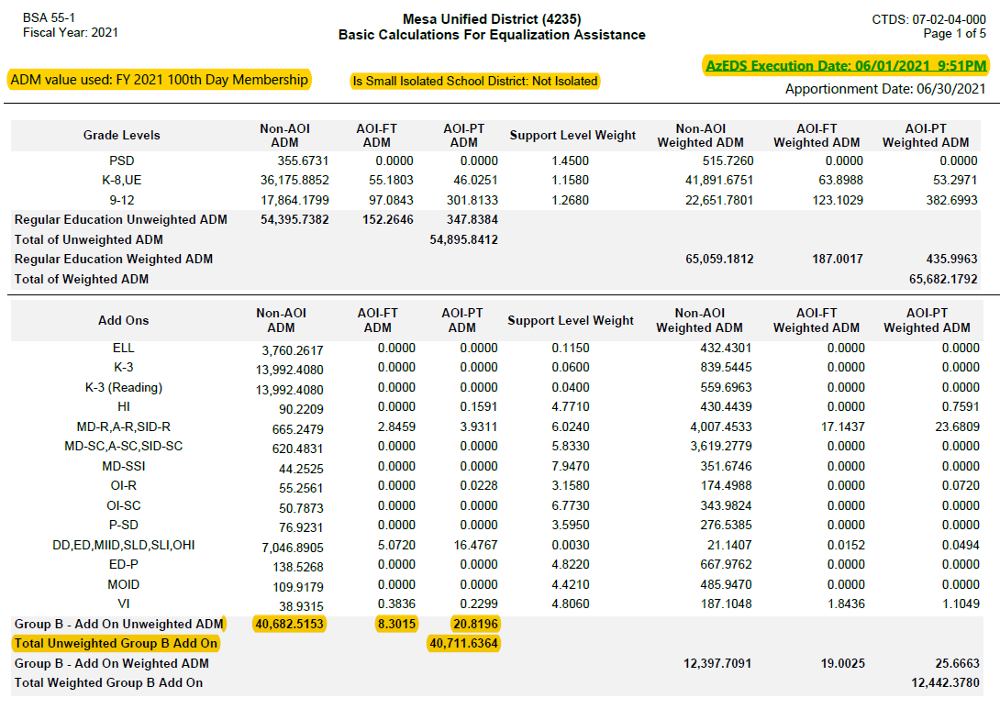 BSA 55-1
Fiscal Year: 2021
Mesa Unified District (4235)
Basic Calculations For Equalization Assistance
CTDS: 07-02-04-000
Page 1 of 5
ADM value used: FY 2021 100th Day Membership
Is Small Isolated School District: Not Isolated
AzEDS Execution Date: 06/01/2021 9:51PM
Apportionment Date: 06/30/2021
Grade Levels Non-AOI ADM AOI-FT ADM AOI-PT ADM Support Level Weight Non-AOI Weighted ADM AOI-FT Weighted ADM AOI-PT Weighted ADM
PSD 355.6731 0.0000 0.0000 1.4500 515.7260 0.0000 0.0000
K-8,UE 36,175.8852 55.1803 46.0251 1.1580 41,891.6751 63.8988 53.2971
9-12 17,864.1799 97.0843 301.8133 1.2680 22,651.7801 123.1029 382.6993
Regular Education Unweighted ADM 54,395.7382 152.2646 347.8384
Total of Unweighted ADM 54,895.8412
Regular Education Weighted ADM 65,059.1812 187.0017 435.9963
Total of Weighted ADM 65,682.1792
Add Ons Non-AOI ADM AOI-FT ADM AOI-PT ADM Support Level Weight Non-AOI Weighted ADM AOI-FT Weighted ADM AOI-PT Weighted ADM
ELL 3,760.2617 0.0000 0.0000 0.1150 432.4301 0.0000 0.0000
K-3 13,992.4080 0.0000 0.0000 0.0600 839.5445 0.0000 0.0000
K-3 (Reading) 13,992.4080 0.0000 0.0000 0.0400 559.6963 0.0000 0.0000
HI 90.2209 0.0000 0.1591 4.7710 430.4439 0.0000 0.7591
MD-R,A-R,SID-R 665.2479 2.8459 3.9311 6.0240 4,007.4533 17.1437 23.6809
MD-SC,A-SC,SID-SC 620.4831 0.0000 0.0000 5.8330 3,619.2779 0.0000 0.0000
MD-SSI 44.2525 0.0000 0.0000 7.9470 351.6746 0.0000 0.0000
OI-R 55.2561 0.0000 0.0228 3.1580 174.4988 0.0000 0.0720
OI-SC 50.7873 0.0000 0.0000 6.7730 343.9824 0.0000 0.0000
P-SD 76.9231 0.0000 0.0000 3.5950 276.5385 0.0000 0.0000
DD,ED,MIID,SLD,SLI,OHI 7,046.8905 5.0720 16.4767 0.0030 21.1407 0.0152 0.0494
ED-P 138.5268 0.0000 0.0000 4.8220 667.9762 0.0000 0.0000
MOID 109.9179 0.0000 0.0000 4.4210 485.9470 0.0000 0.0000
VI 38.9315 0.3836 0.2299 4.8060 187.1048 1.8436 1.1049
Group B - Add On Unweighted ADM 40,682.5153 8.3015 20.8196
Total Unweighted Group B Add On 40,711.6364
Group B - Add On Weighted ADM 12,397.7091 19.0025 25.6663
Total Weighted Group B Add On 12,442.3780